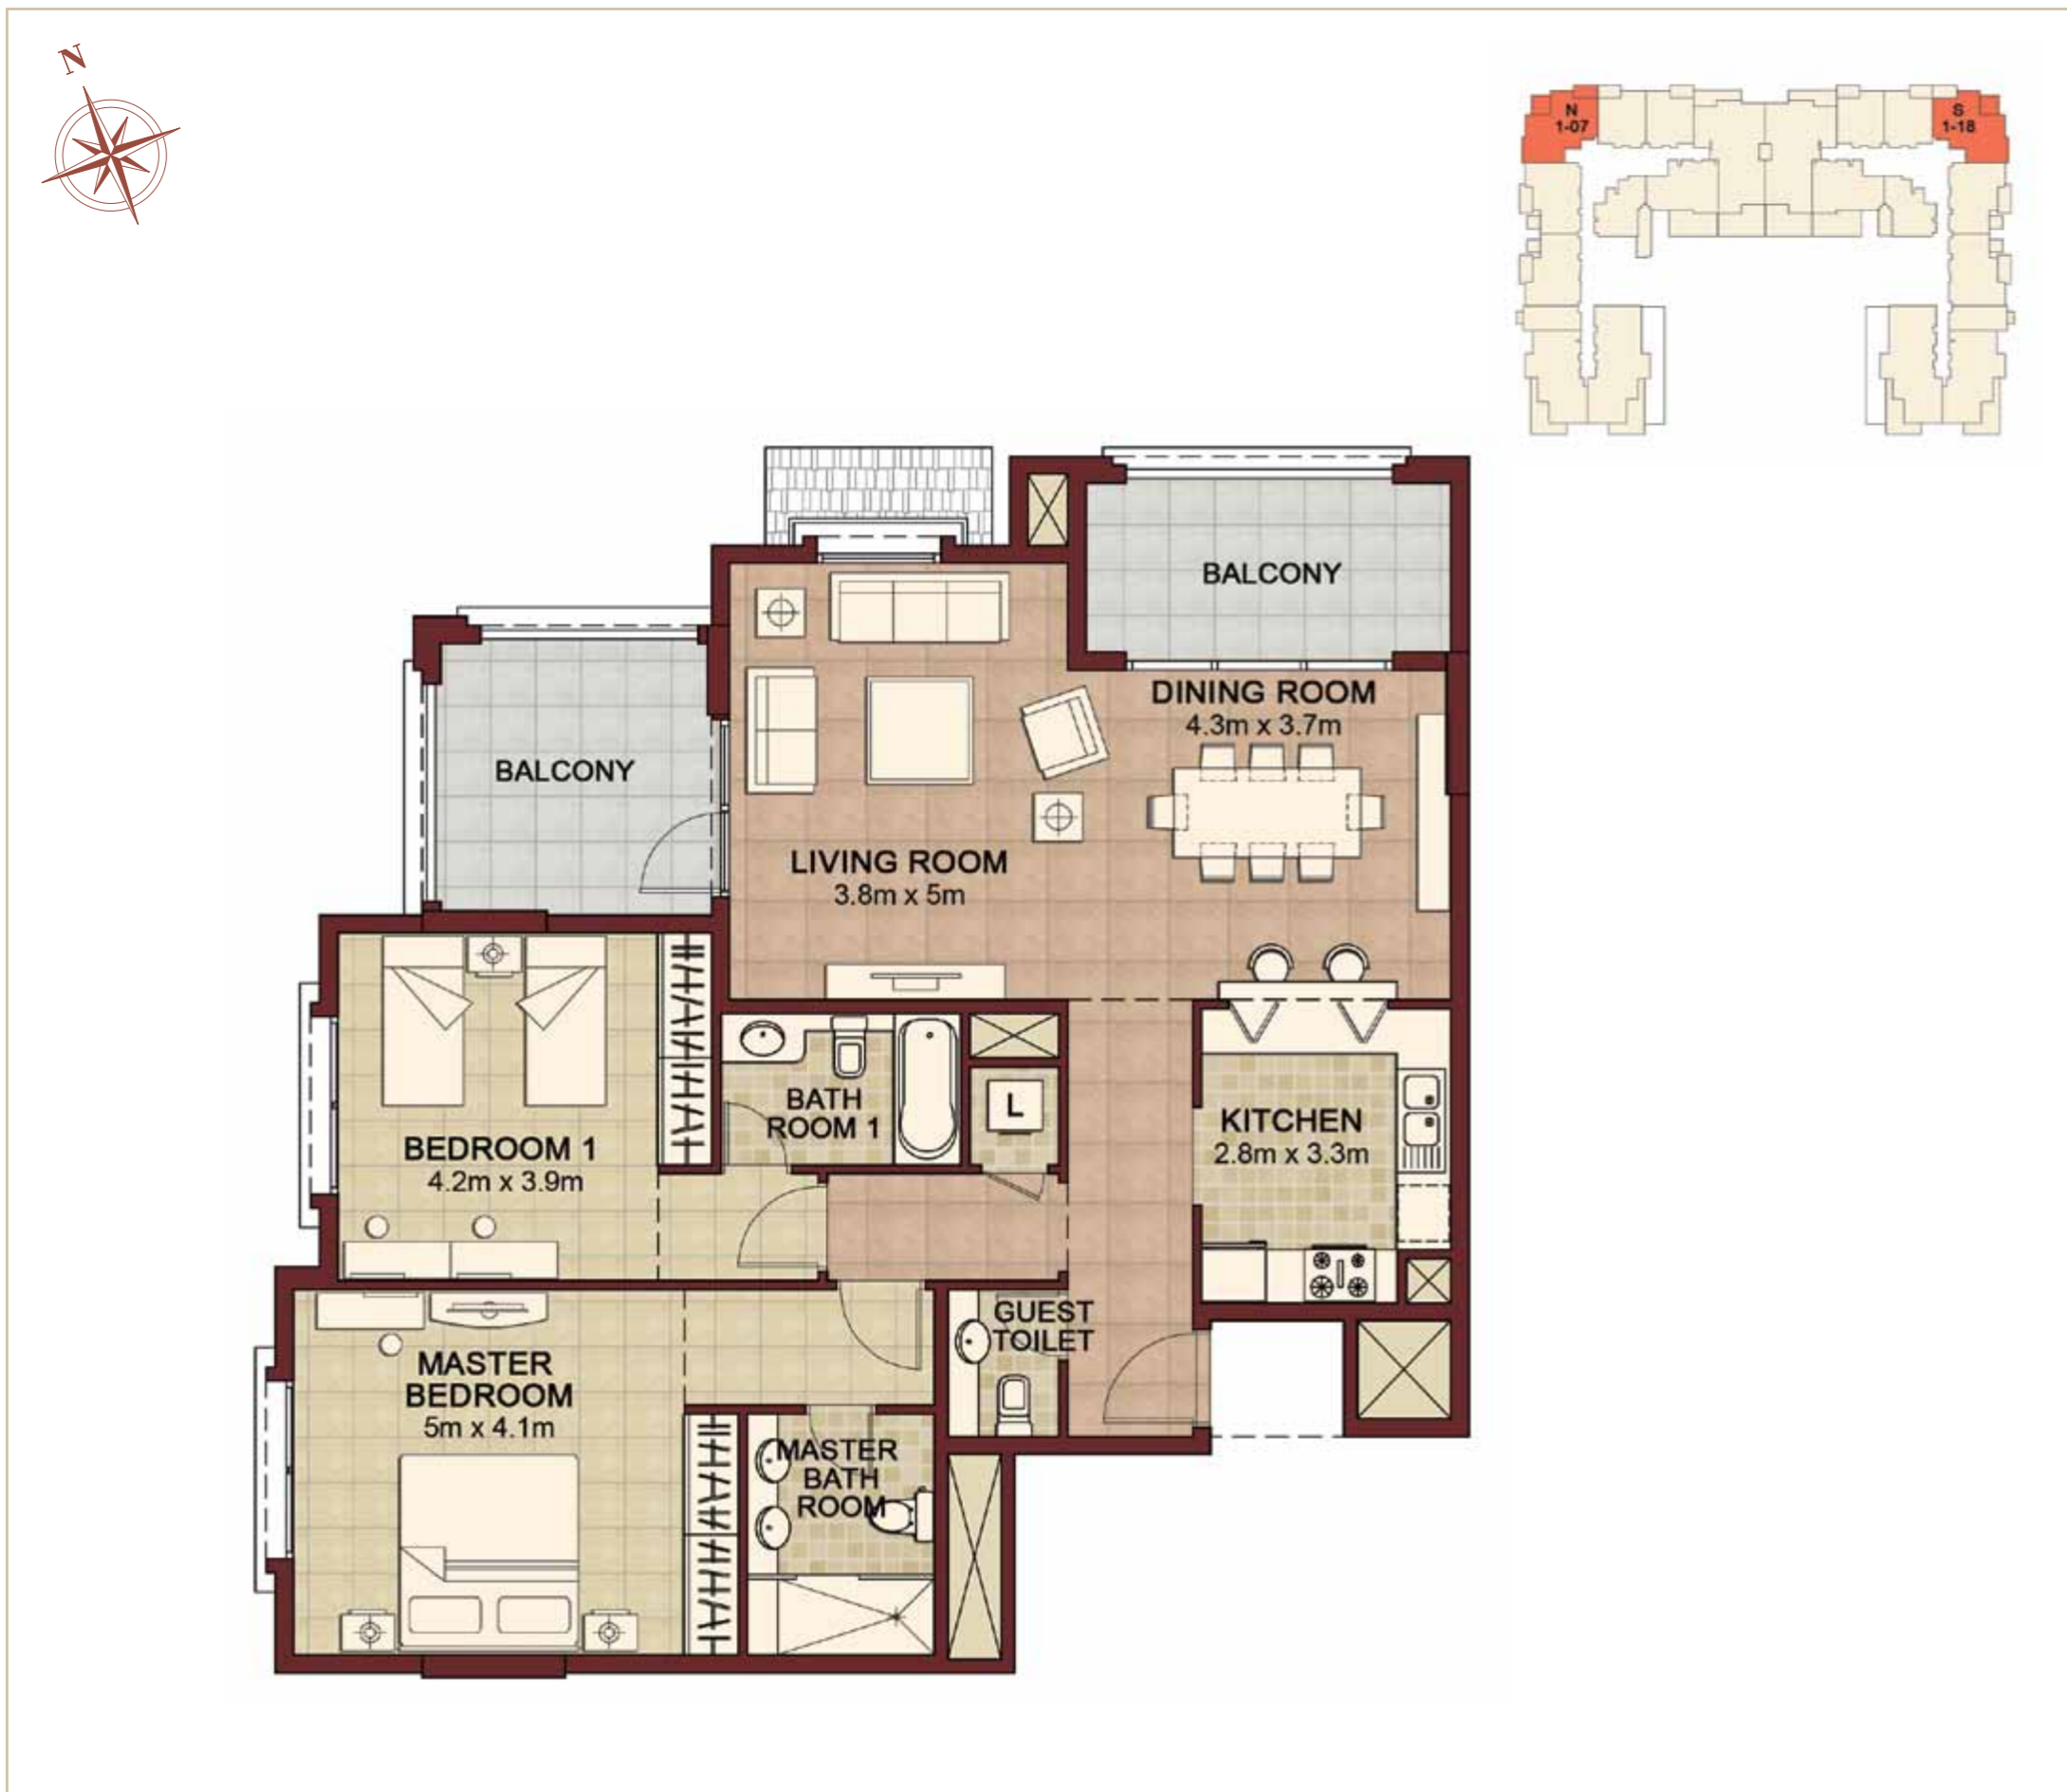 N
N
1-07
S
1-18
BALCONY
DINING ROOM
4.3m x 3.7m
BALCONY
LIVING ROOM
3.8m x 5m
BATH
ROOM 1
L
KITCHEN
2.8m x 3.3m
BEDROOM 1
4.2m x 3.9m
GUEST
TOILET
MASTER
BEDROOM
5m x 4.1m
MASTER
BATH
ROOM